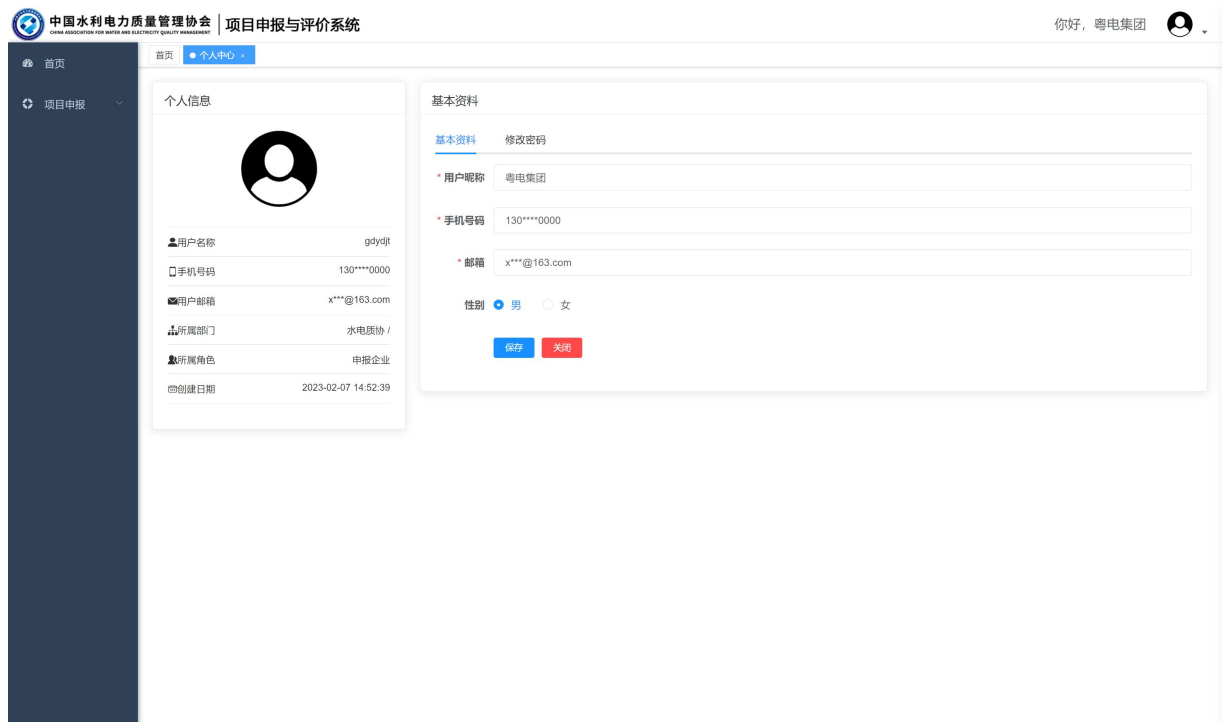 中国水利电力质量管理协会
CHINA ASSOCIATION FOR WATER AND ELECTRICITY QUALITY MANAGEMENT
项目申报与评价系统
你好，粤电集团
首页
项目申报
首页
个人中心 ×
个人信息
用户名称 gdydjt
手机号码 130****0000
用户邮箱 x***@163.com
所属部门 水电质协 /
所属角色 申报企业
创建日期 2023-02-07 14:52:39
基本资料
基本资料 修改密码
* 用户昵称 粤电集团
* 手机号码 130****0000
* 邮箱 x***@163.com
性别 男 女
保存 关闭